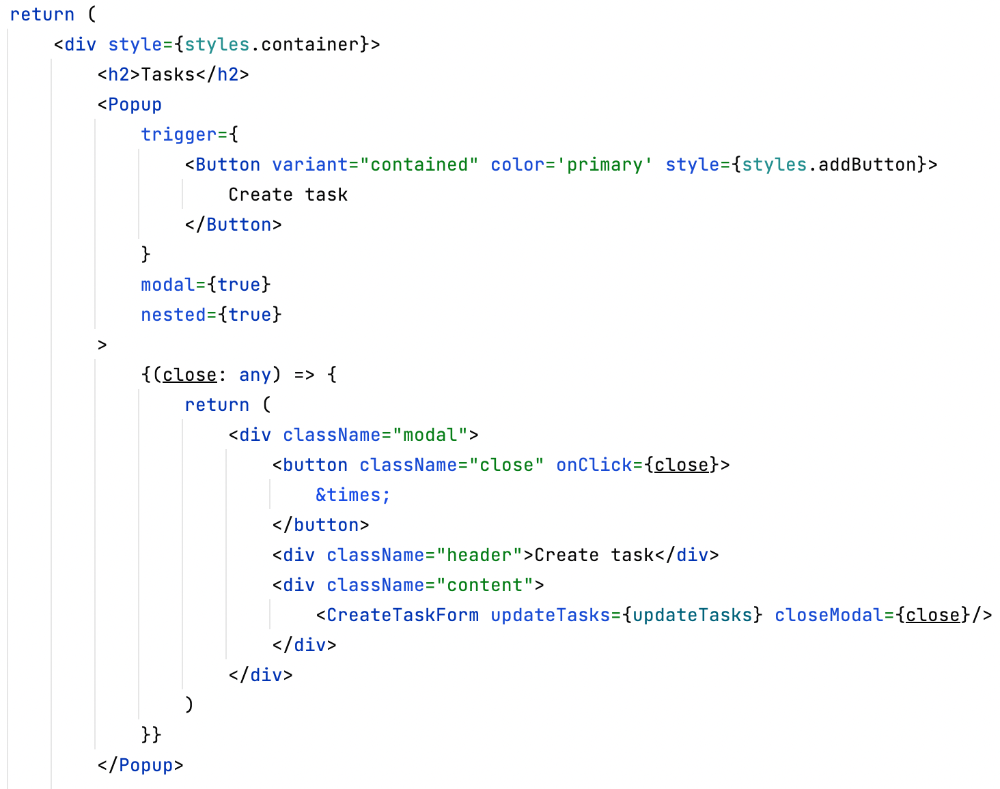 return (
    <div style={styles.container}>
        <h2>Tasks</h2>
        <Popup
            trigger={
                <Button variant="contained" color='primary' style={styles.addButton}>
                    Create task
                </Button>
            }
            modal={true}
            nested={true}
        >
            {(close: any) => {
                return (
                    <div className="modal">
                        <button className="close" onClick={close}>
                            &times;
                        </button>
                        <div className="header">Create task</div>
                        <div className="content">
                            <CreateTaskForm updateTasks={updateTasks} closeModal={close}/>
                        </div>
                    </div>
                )
            }}
        </Popup>